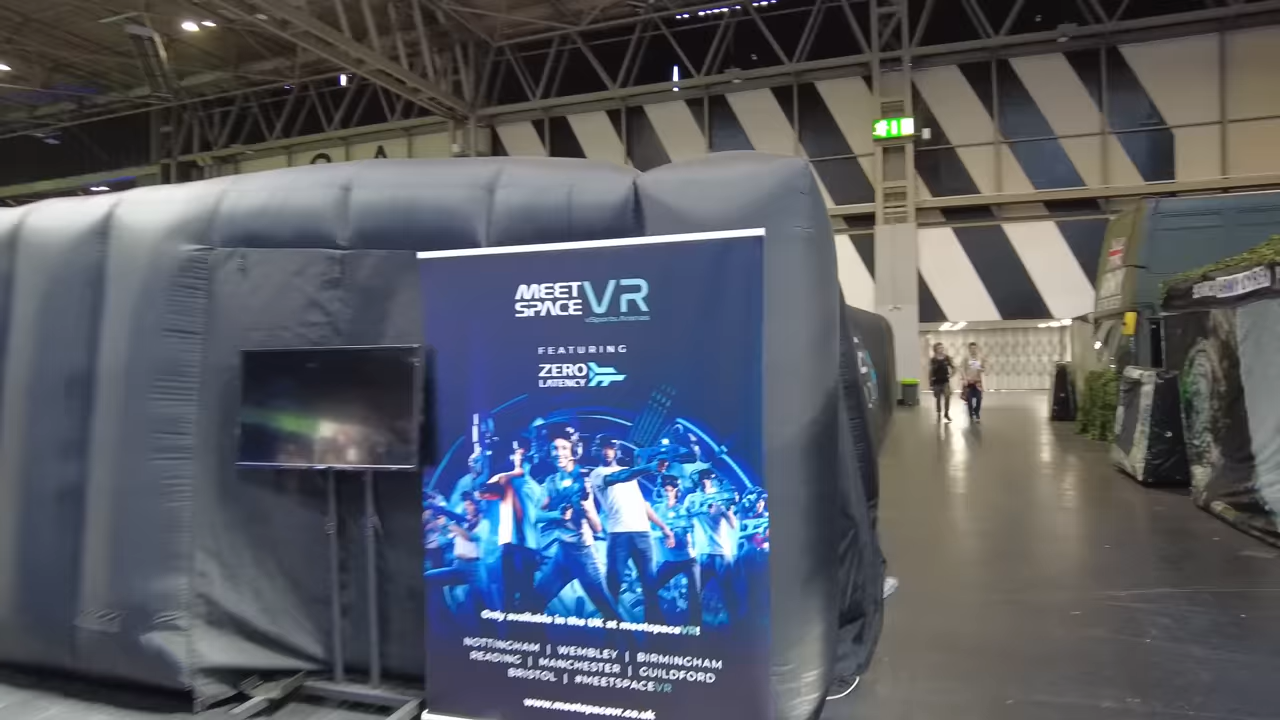 MEET
SPACE VR
vSports Arenas
FEATURING
ZERO
LATENCY
Only available in the UK at meetspaceVR!
NOTTINGHAM | WEMBLEY | BIRMINGHAM
READING | MANCHESTER | GUILDFORD
BRISTOL | #MEETSPACEVR
www.meetspacevr.co.uk